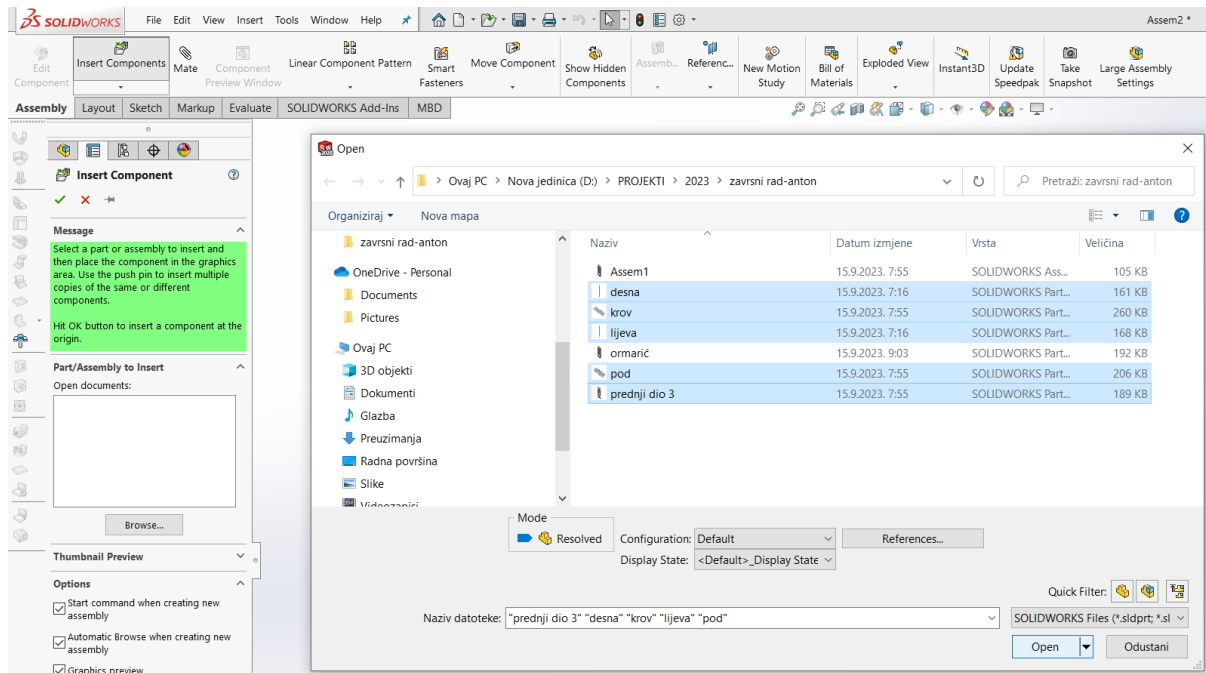 SOLIDWORKS File Edit View Insert Tools Window Help Assem2 *
Edit Component
Insert Components
Mate
Component Preview Window
Linear Component Pattern
Smart Fasteners
Move Component
Show Hidden Components
Assemb...
Referenc...
New Motion Study
Bill of Materials
Exploded View
Instant3D
Update Speedpak
Take Snapshot
Large Assembly Settings
Assembly Layout Sketch Markup Evaluate SOLIDWORKS Add-Ins MBD
Insert Component
Message
Select a part or assembly to insert and
then place the component in the graphics
area. Use the push pin to insert multiple
copies of the same or different
components.
Hit OK button to insert a component at the
origin.
Part/Assembly to Insert
Open documents:
Browse...
Thumbnail Preview
Options
Start command when creating new
assembly
Automatic Browse when creating new
assembly
Graphics preview
Open
Ovaj PC > Nova jedinica (D:) > PROJEKTI > 2023 > zavrsni rad-anton
Pretraži: zavrsni rad-anton
Organiziraj Nova mapa
zavrsni rad-anton
OneDrive - Personal
Documents
Pictures
Ovaj PC
3D objekti
Dokumenti
Glazba
Preuzimanja
Radna površina
Slike
Videozapisi
Naziv Datum izmjene Vrsta Veličina
Assem1 15.9.2023. 7:55 SOLIDWORKS Ass... 105 KB
desna 15.9.2023. 7:16 SOLIDWORKS Part... 161 KB
krov 15.9.2023. 7:55 SOLIDWORKS Part... 260 KB
lijeva 15.9.2023. 7:16 SOLIDWORKS Part... 168 KB
ormarić 15.9.2023. 9:03 SOLIDWORKS Part... 192 KB
pod 15.9.2023. 7:55 SOLIDWORKS Part... 206 KB
prednji dio 3 15.9.2023. 7:55 SOLIDWORKS Part... 189 KB
Mode
Resolved
Configuration: Default
References...
Display State: <Default>_Display State
Quick Filter:
Naziv datoteke: "prednji dio 3" "desna" "krov" "lijeva" "pod"
SOLIDWORKS Files (*.sldprt; *.sl
Open Odustani